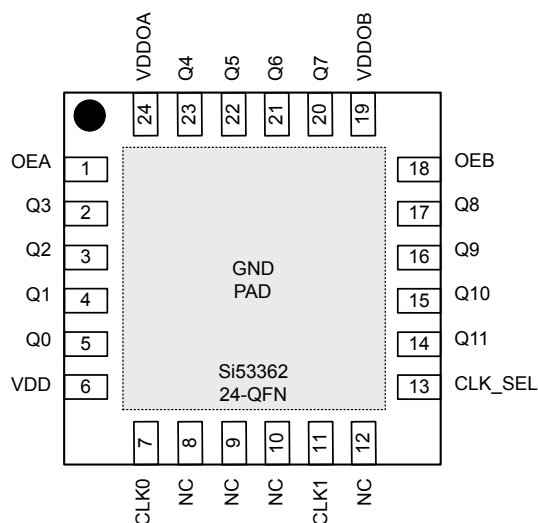 VDDOA
Q4
Q5
Q6
Q7
VDDOB
24
23
22
21
20
19
OEA
1
18
OEB
Q3
2
17
Q8
Q2
3
16
Q9
Q1
4
15
Q10
Q0
5
14
Q11
VDD
6
13
CLK_SEL
GND
PAD
Si53362
24-QFN
7
8
9
10
11
12
CLK0
NC
NC
NC
CLK1
NC